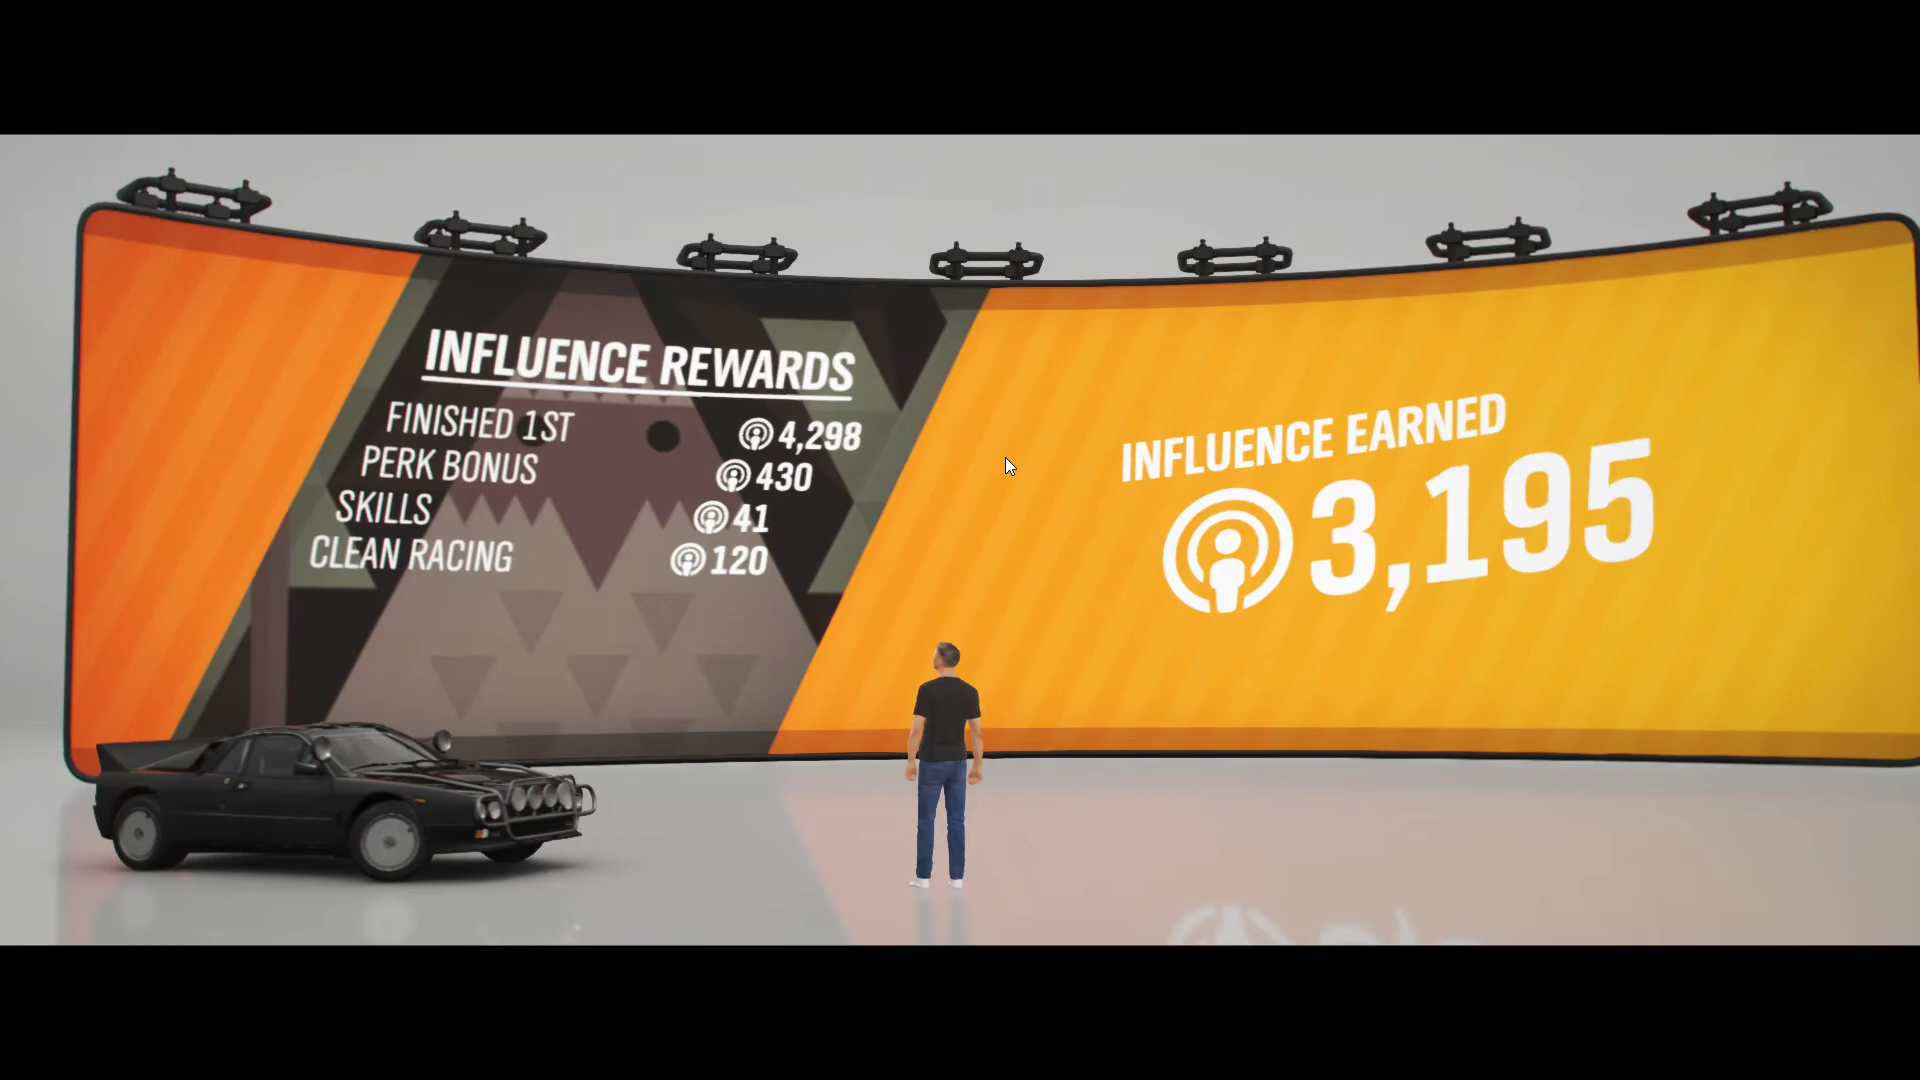 INFLUENCE REWARDS
FINISHED 1ST 4,298
PERK BONUS 430
SKILLS 41
CLEAN RACING 120
INFLUENCE EARNED
3,195